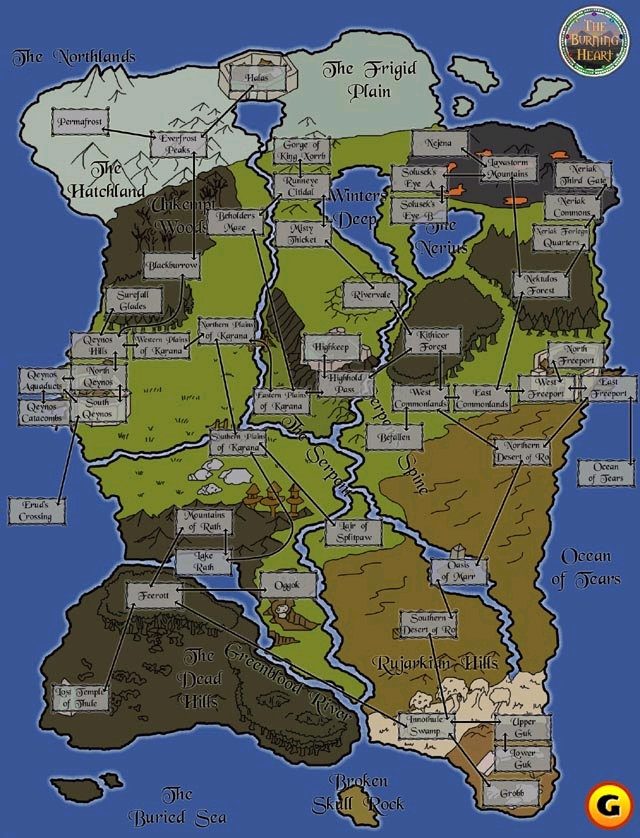 The
Burning
Heart
The Northlands
The Frigid
Plain
Halas
Permafrost
Everfrost
Peaks
Gorge of
King Xorrb
Nejena
Lavastorm
Mountains
Solusek's
Eye A
Neriak
Third Gate
The
Hatchland
Runneye
Citidal
Winters
Deep
Solusek's
Eye B
Neriak
Commons
Unkempt
Woods
Beholders
Maze
Misty
Thicket
The
Nerius
Neriak Foriegn
Quarters
Blackburrow
Nektulos
Forest
Surefall
Glades
Rivervale
Northern Plains
of Karana
Qeynos
Hills
Western Plains
of Karana
Highkeep
Kithicor
Forest
North
Freeport
Qeynos
Aquaducts
North
Qeynos
Highhold
Pass
West
Freeport
East
Freeport
Qeynos
Catacombs
South
Qeynos
Eastern Plains
of Karana
West
Commonlands
East
Commonlands
Serpent
Spine
Befallen
Southern Plains
of Karana
The Serpent
Northern
Desert of Ro
Ocean
of Tears
Erud's
Crossing
Mountains
of Rath
Lair of
Splitpaw
Lake
Rath
Oasis
of Marr
Ocean
of Tears
Feerott
Oggok
Southern
Desert of Ro
The
Dead
Hills
Greenblood River
Rujarkian Hills
Lost Temple
of Thule
Innothule
Swamp
Upper
Guk
Lower
Guk
Grobb
The
Buried Sea
Broken
Skull Rock
G